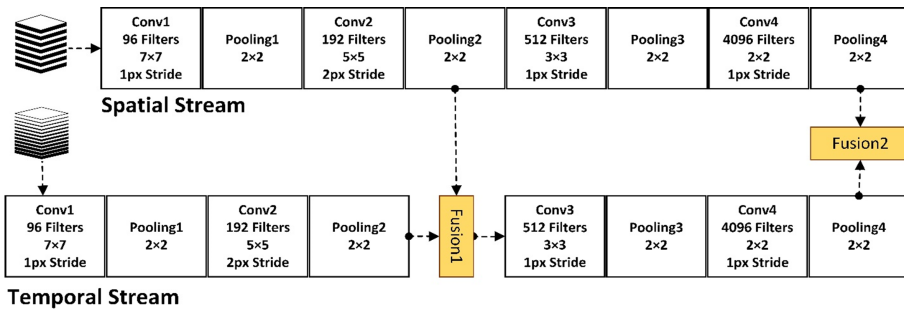 Conv1
96 Filters
7×7
1px Stride
Pooling1
2×2
Conv2
192 Filters
5×5
2px Stride
Pooling2
2×2
Conv3
512 Filters
3×3
1px Stride
Pooling3
2×2
Conv4
4096 Filters
2×2
1px Stride
Pooling4
2×2
Spatial Stream
Fusion2
Conv1
96 Filters
7×7
1px Stride
Pooling1
2×2
Conv2
192 Filters
5×5
2px Stride
Pooling2
2×2
Fusion1
Conv3
512 Filters
3×3
1px Stride
Pooling3
2×2
Conv4
4096 Filters
2×2
1px Stride
Pooling4
2×2
Temporal Stream